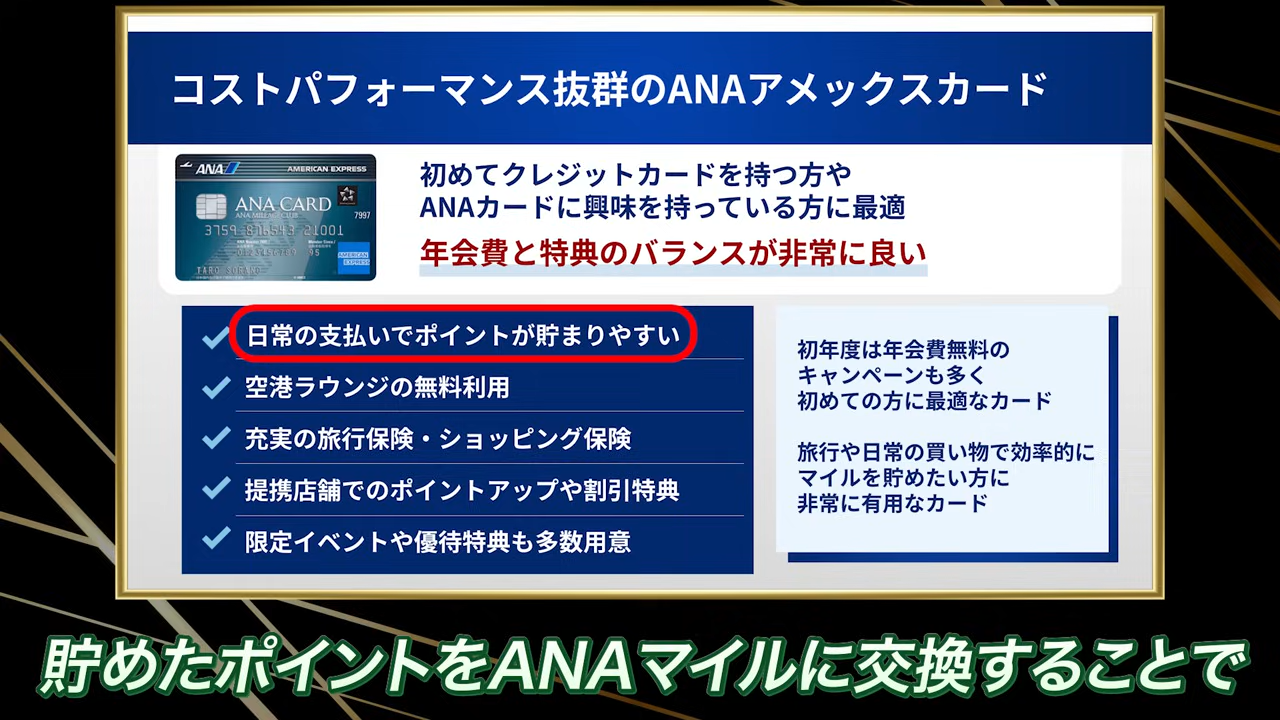 コストパフォーマンス抜群のANAアメックスカード
ANA
AMERICAN EXPRESS
ANA CARD
ANA MILEAGE CLUB
7997
AMERICAN EXPRESS
初めてクレジットカードを持つ方や
ANAカードに興味を持っている方に最適
年会費と特典のバランスが非常に良い
日常の支払いでポイントが貯まりやすい
空港ラウンジの無料利用
充実の旅行保険・ショッピング保険
提携店舗でのポイントアップや割引特典
限定イベントや優待特典も多数用意
初年度は年会費無料の
キャンペーンも多く
初めての方に最適なカード
旅行や日常の買い物で効率的に
マイルを貯めたい方に
非常に有用なカード
貯めたポイントをANAマイルに交換することで